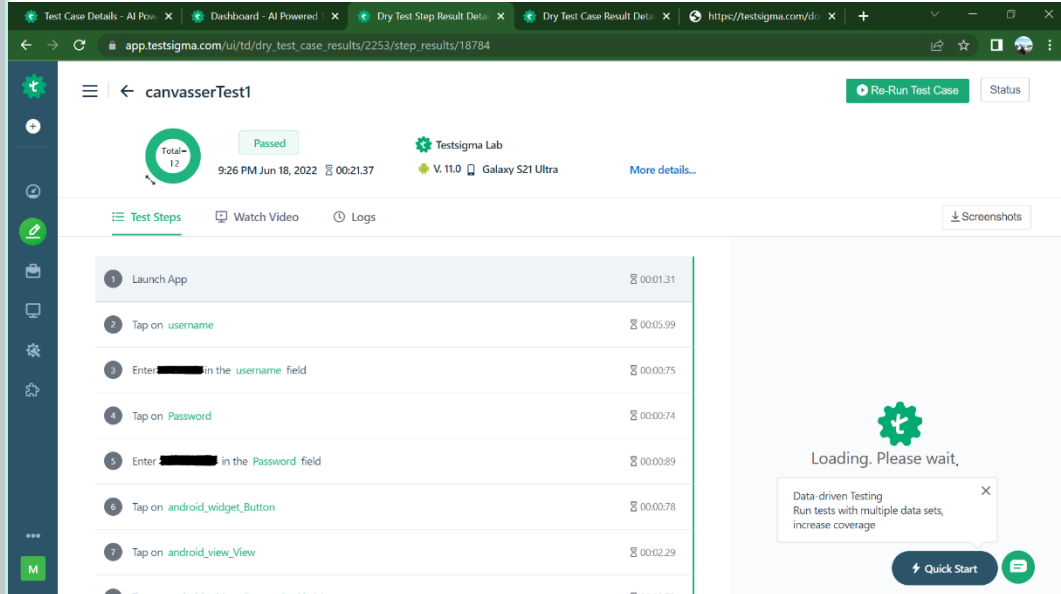 Test Case Details - AI Pow
Dashboard - AI Powered T
Dry Test Step Result Detai
Dry Test Case Result Detai
https://testsigma.com/do
app.testsigma.com/ui/td/dry_test_case_results/2253/step_results/18784
canvasserTest1
Re-Run Test Case
Status
Total-
12
Passed
9:26 PM Jun 18, 2022 00:21.37
Testsigma Lab
V. 11.0 Galaxy S21 Ultra
More details...
Test Steps
Watch Video
Logs
Screenshots
1 Launch App 00:01.31
2 Tap on username 00:05.99
3 Enter in the username field 00:00:75
4 Tap on Password 00:00:74
5 Enter in the Password field 00:00:89
6 Tap on android_widget_Button 00:00:78
7 Tap on android_view_View 00:02.29
Loading. Please wait.
Data-driven Testing
Run tests with multiple data sets,
increase coverage
Quick Start
M